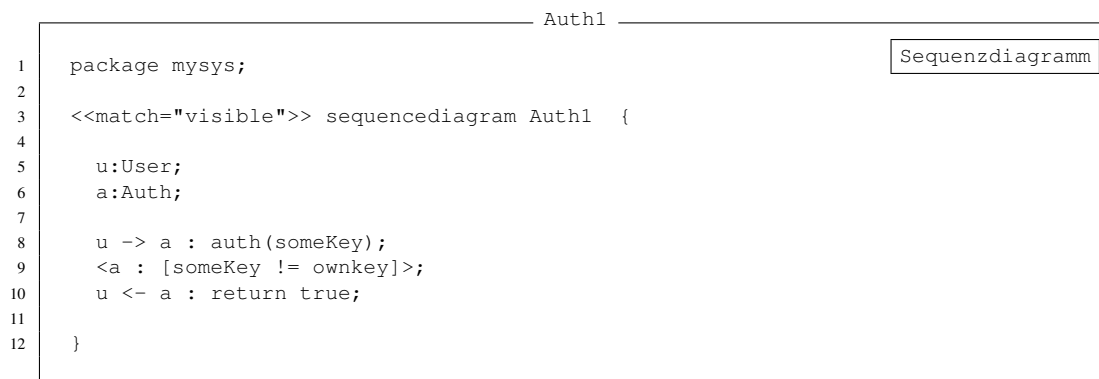 Auth1
Sequenzdiagramm
1 package mysys;
2
3 <<match="visible">> sequencediagram Auth1 {
4
5 u:User;
6 a:Auth;
7
8 u -> a : auth(someKey);
9 <a : [someKey != ownkey]>;
10 u <- a : return true;
11
12 }